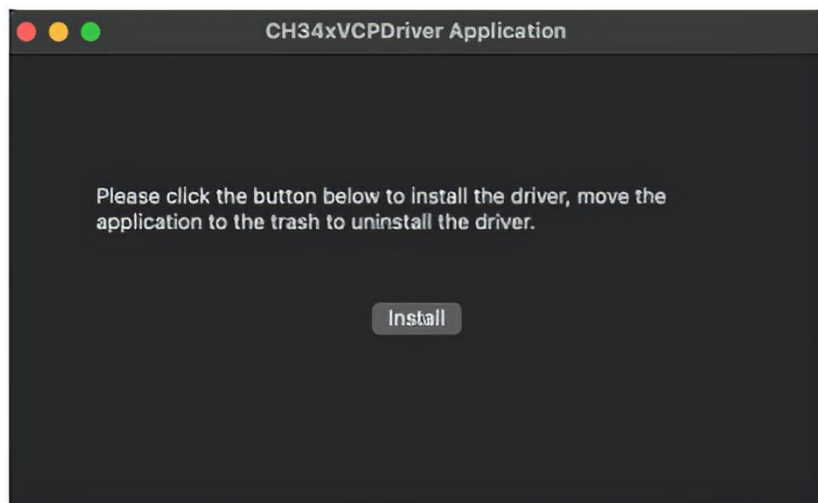 CH34xVCPDriver Application
Please click the button below to install the driver, move the
application to the trash to uninstall the driver.
Install